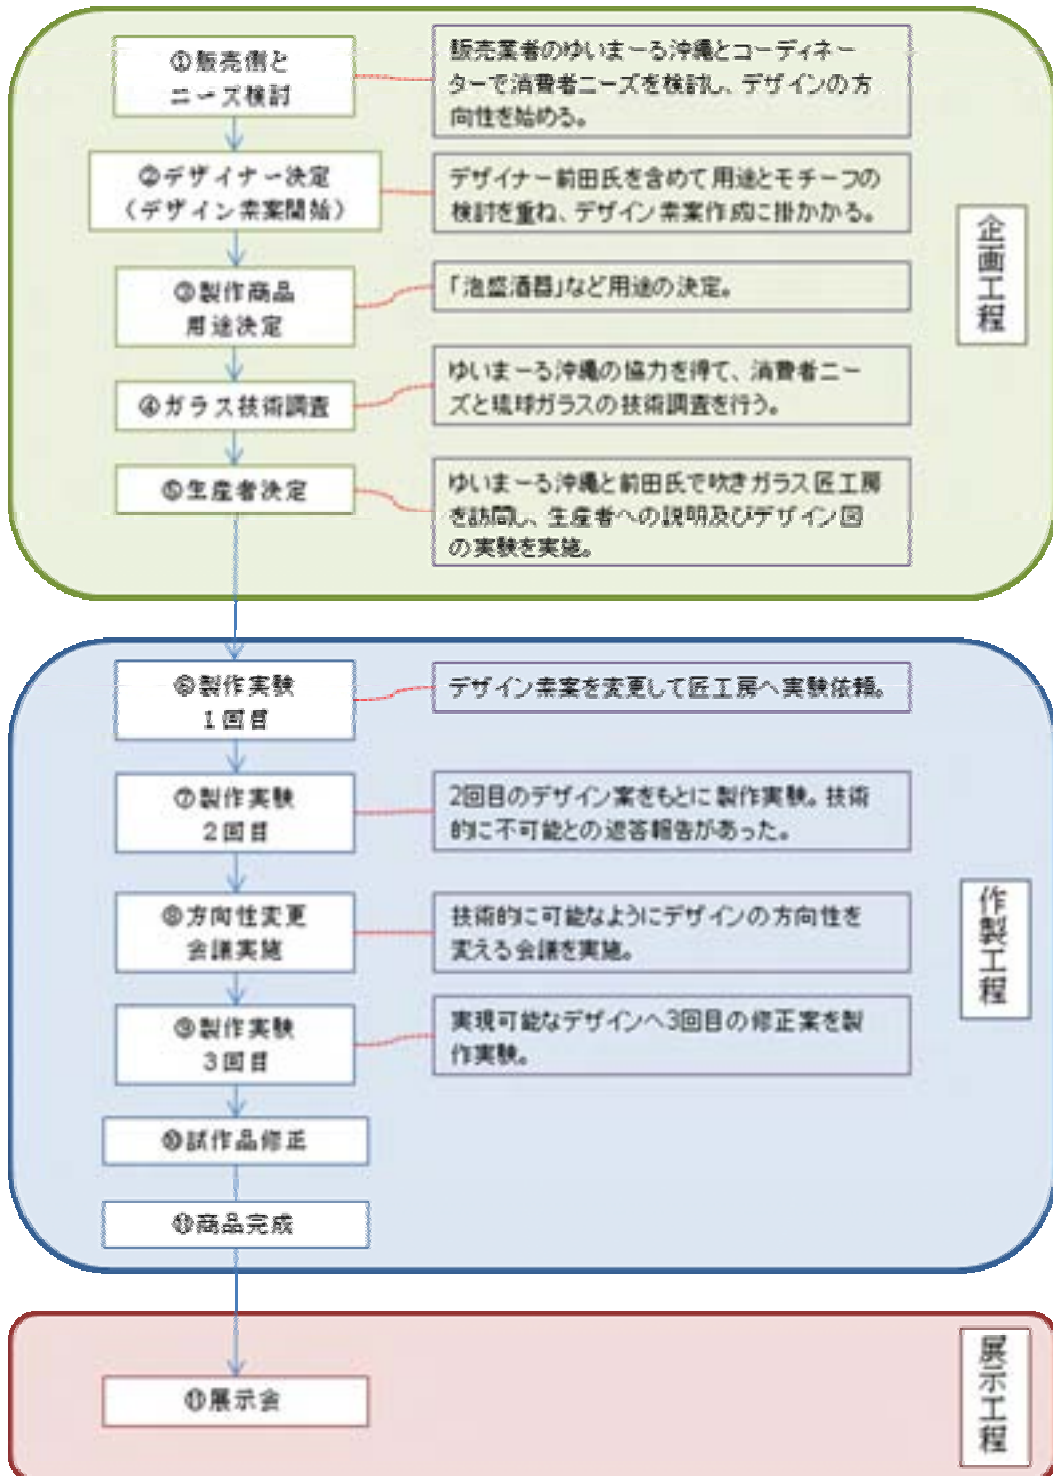 ①販売側と
ニーズ検討
販売業者のゆいまーる沖縄とコーディネー
ターで消費者ニーズを検討し、デザインの方
向性を始める。
②デザイナー決定
(デザイン素案開始)
デザイナー前田氏を含めて用途とモチーフの
検討を重ね、デザイン素案作成に掛かかる。
企画工程
③製作商品
用途決定
「泡盛酒器」など用途の決定。
④ガラス技術調査
ゆいまーる沖縄の協力を得て、消費者ニー
ズと琉球ガラスの技術調査を行う。
⑤生産者決定
ゆいまーる沖縄と前田氏で吹きガラス匠工房
を訪問し、生産者への説明及びデザイン図
の実験を実施。
⑥製作実験
1回目
デザイン素案を変更して匠工房へ実験依頼。
⑦製作実験
2回目
2回目のデザイン案をもとに製作実験。技術
的に不可能との返答報告があった。
⑧方向性変更
会議実施
技術的に可能なようにデザインの方向性を
変える会議を実施。
作製工程
⑨製作実験
3回目
実現可能なデザインへ3回目の修正案を製
作実験。
⑩試作品修正
⑪商品完成
展示工程
⑪展示会